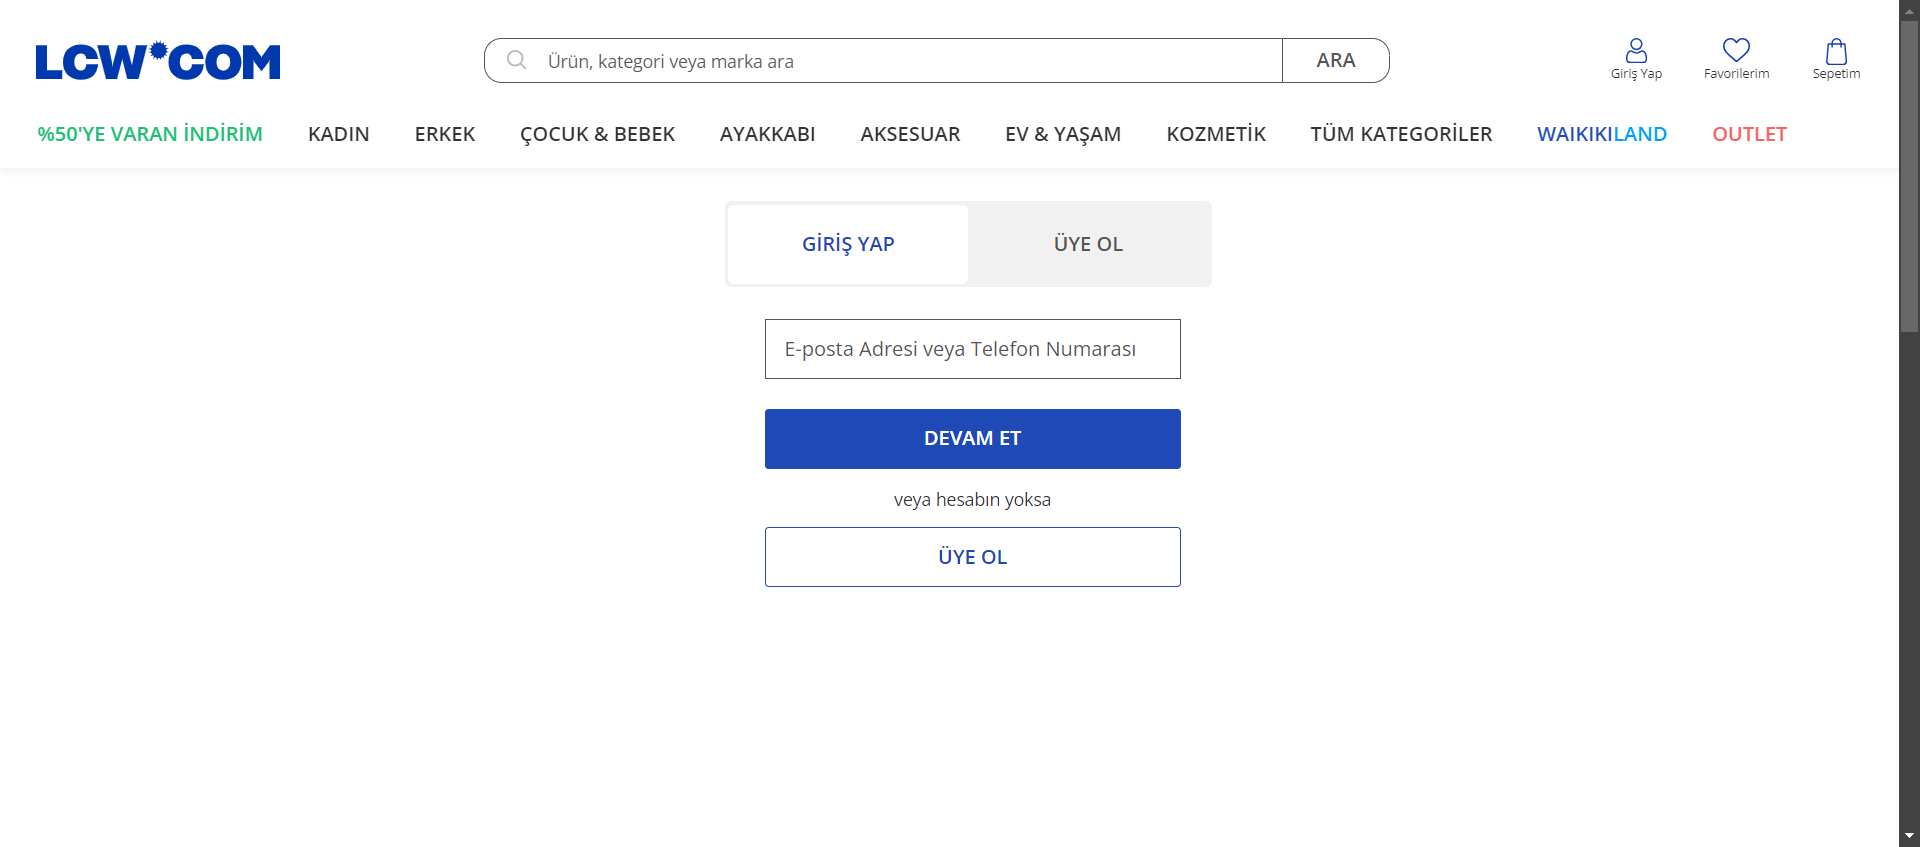 LCW COM
Ürün, kategori veya marka ara
ARA
Giriş Yap
Favorilerim
Sepetim
%50'YE VARAN İNDİRİM
KADIN
ERKEK
ÇOCUK & BEBEK
AYAKKABI
AKSESUAR
EV & YAŞAM
KOZMETİK
TÜM KATEGORİLER
WAIKIKILAND
OUTLET
GİRİŞ YAP
ÜYE OL
E-posta Adresi veya Telefon Numarası
DEVAM ET
veya hesabın yoksa
ÜYE OL